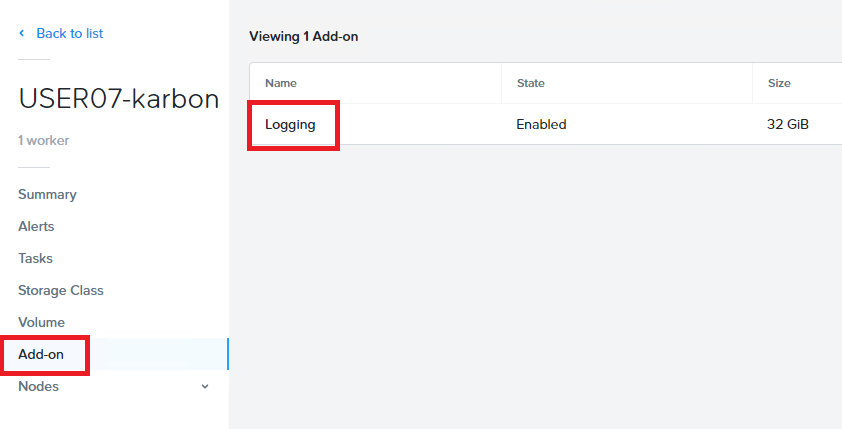 Back to list
USER07-karbon
1 worker
Summary
Alerts
Tasks
Storage Class
Volume
Add-on
Nodes
Viewing 1 Add-on
Name State Size
Logging Enabled 32 GiB